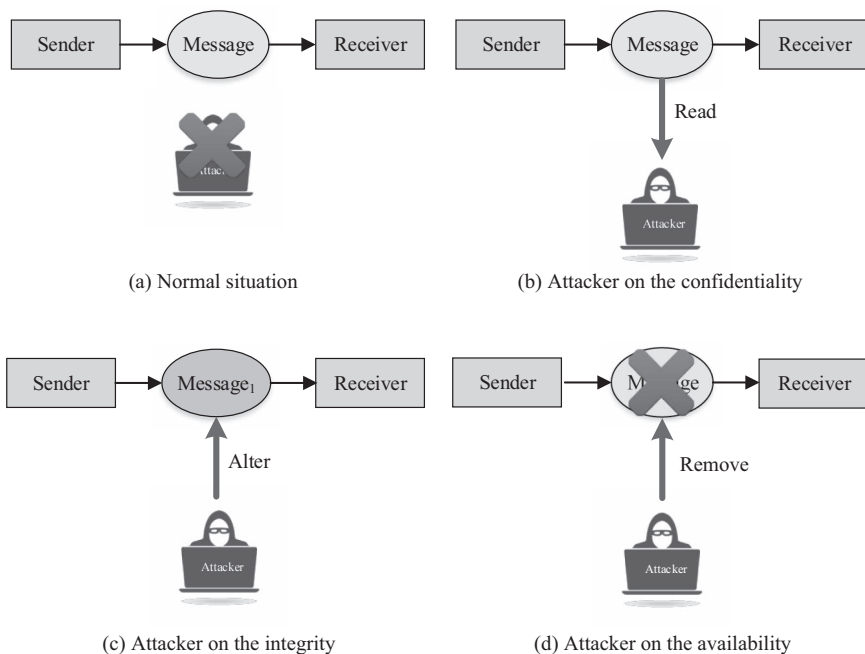 Sender
Message
Receiver
(a) Normal situation
Sender
Message
Receiver
Read
Attacker
(b) Attacker on the confidentiality
Sender
Message₁
Receiver
Alter
Attacker
(c) Attacker on the integrity
Sender
Receiver
Remove
Attacker
(d) Attacker on the availability